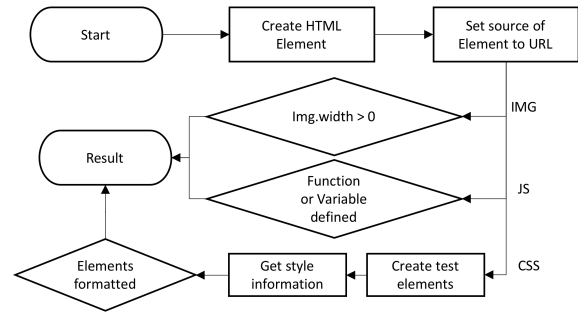 Start
Create HTML
Element
Set source of
Element to URL
IMG
Img.width > 0
Result
JS
Function
or Variable
defined
CSS
Create test
elements
Get style
information
Elements
formatted